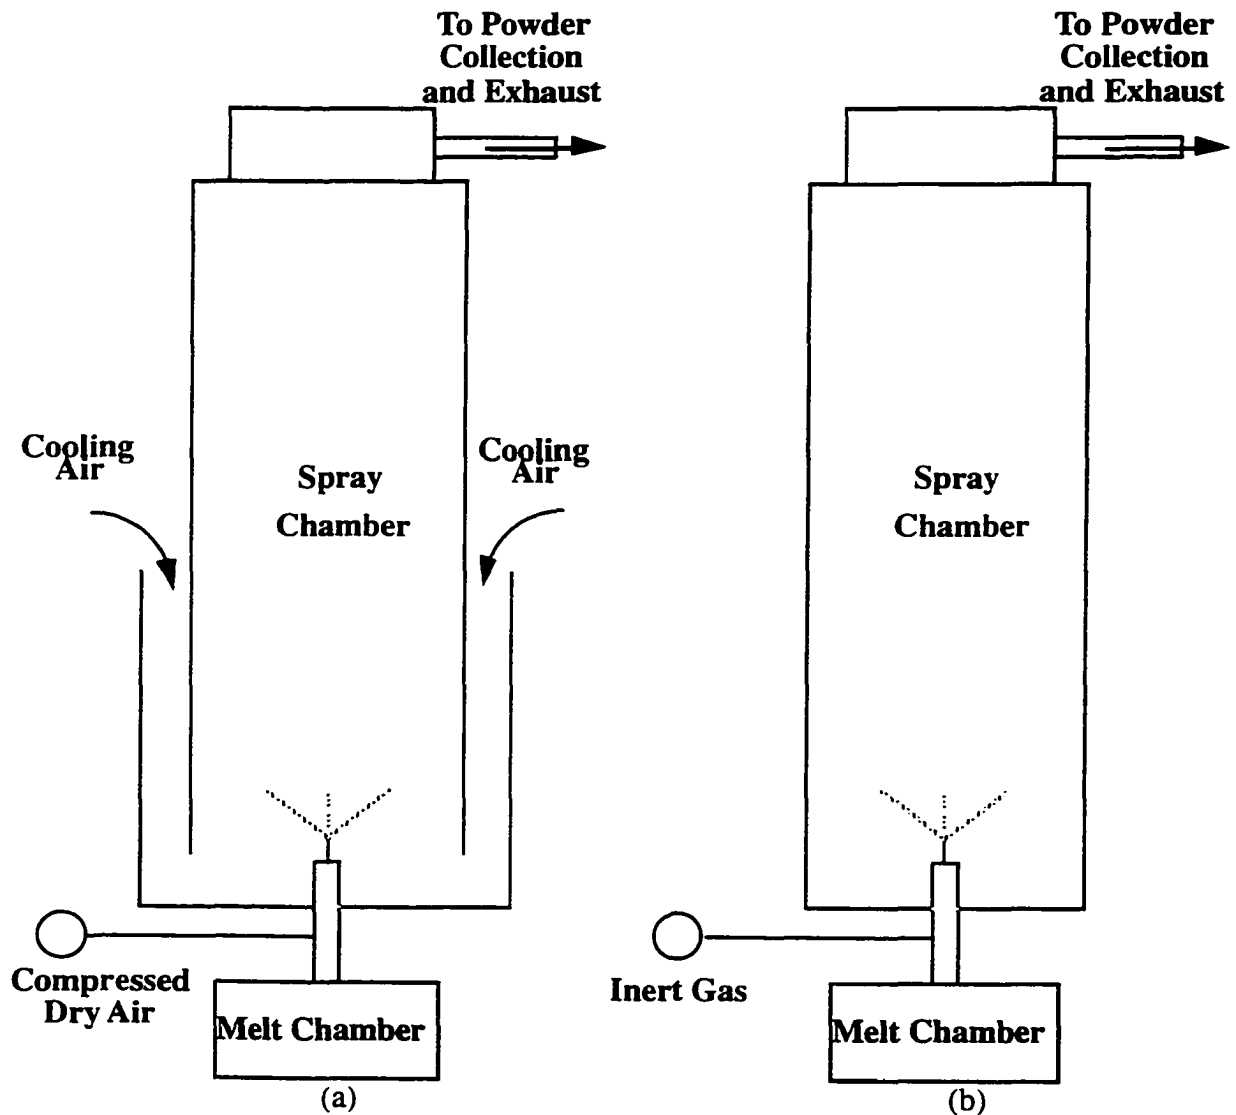 To Powder
Collection
and Exhaust
Cooling
Air
Cooling
Air
Spray
Chamber
Compressed
Dry Air
Melt Chamber
(a)
To Powder
Collection
and Exhaust
Spray
Chamber
Inert Gas
Melt Chamber
(b)